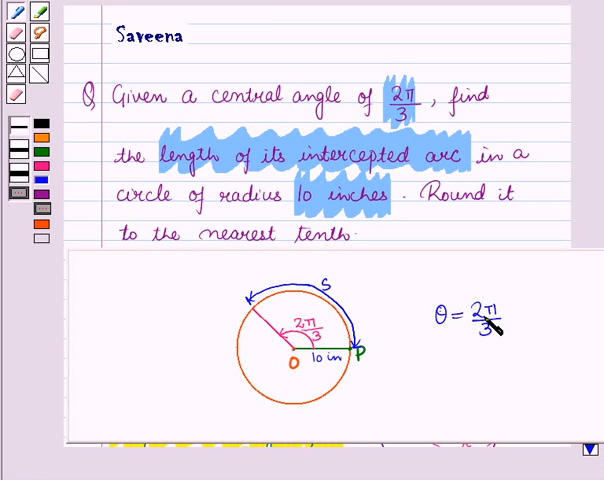 Saveena
Q Given a central angle of 2π/3, find
the length of its intercepted arc in a
circle of radius 10 inches. Round it
to the nearest tenth.
S
2π/3
θ = 2π/3
O 10 in P